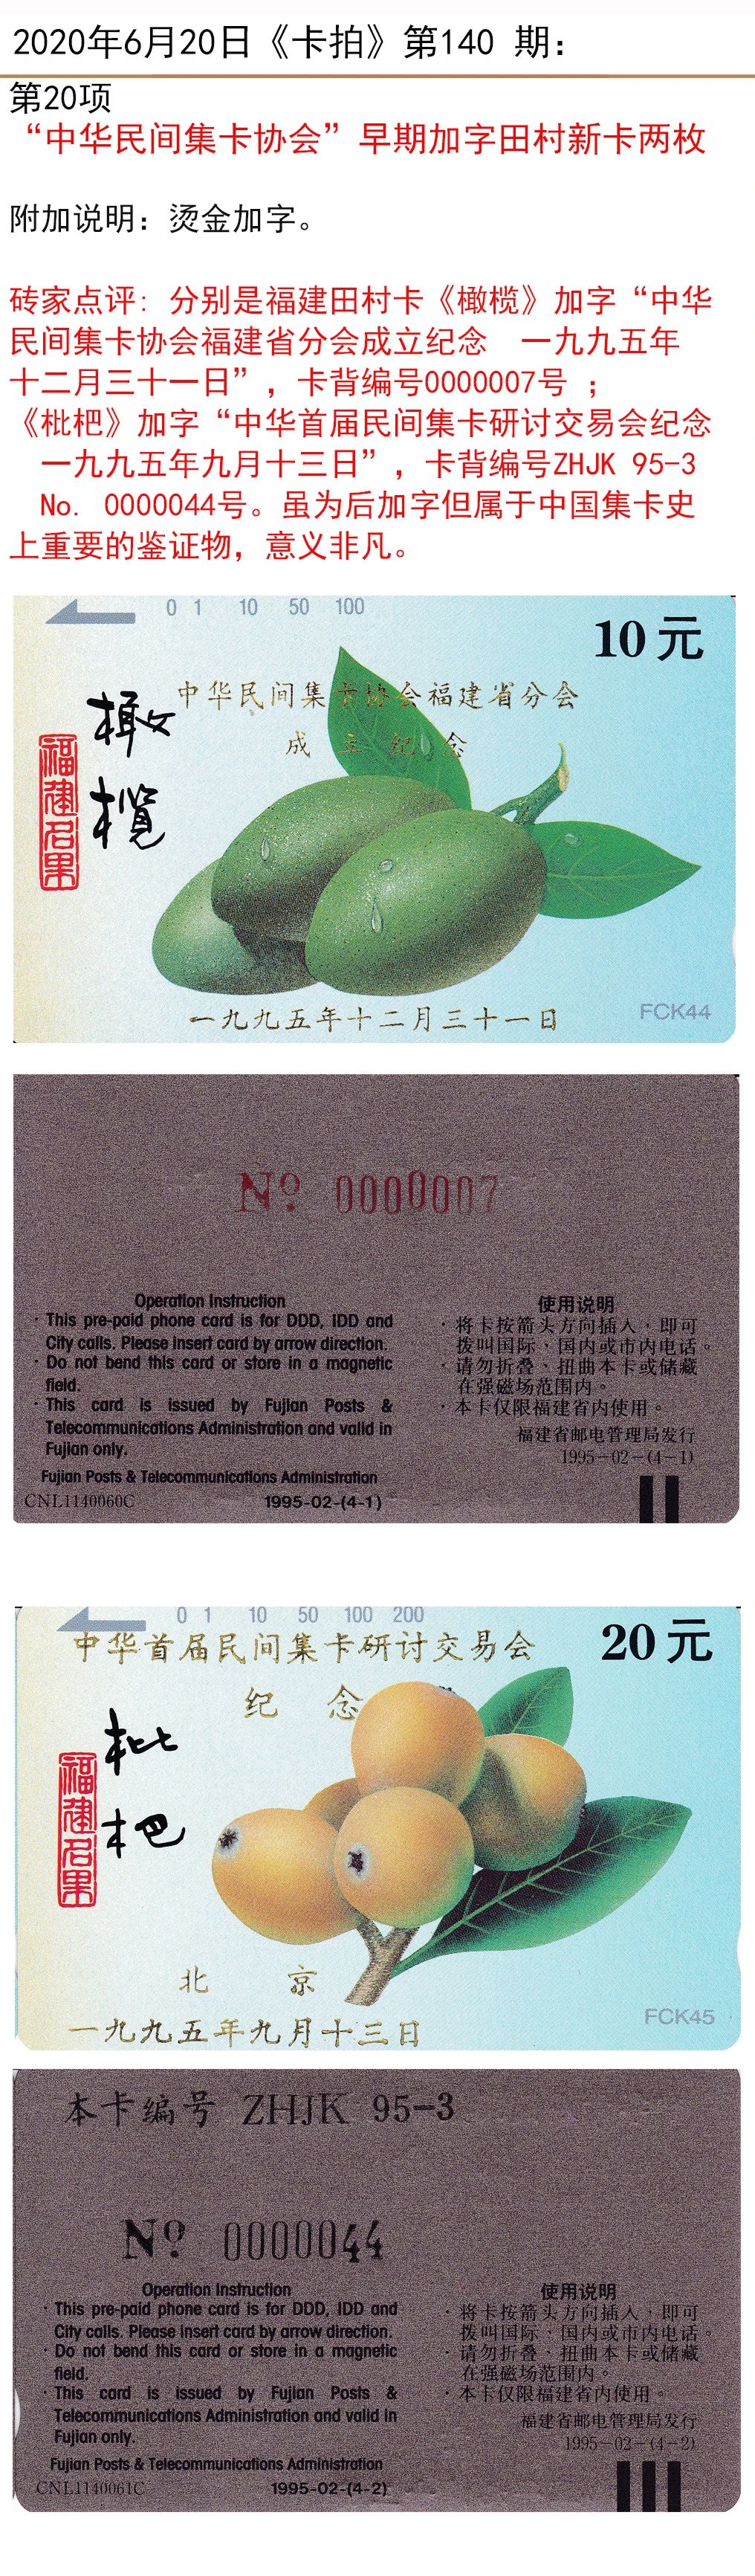 2020年6月20日《卡拍》第140 期：
第20项
“中华民间集卡协会”早期加字田村新卡两枚
附加说明：烫金加字。
砖家点评：分别是福建田村卡《橄榄》加字“中华
民间集卡协会福建省分会成立纪念 一九九五年
十二月三十一日”，卡背编号0000007号 ；
《枇杷》加字“中华首届民间集卡研讨交易会纪念
一九九五年九月十三日”，卡背编号ZHJK 95-3
No. 0000044号。虽为后加字但属于中国集卡史
上重要的鉴证物，意义非凡。
0 1 10 50 100
10元
中华民间集卡协会福建省分会
成立纪念
橄榄
福建名果
一九九五年十二月三十一日
FCK44
No 0000007
Operation Instruction
· This pre-paid phone card is for DDD, IDD and
City calls. Please insert card by arrow direction.
· Do not bend this card or store in a magnetic
field.
· This card is issued by Fujian Posts &
Telecommunications Administration and valid in
Fujian only.
Fujian Posts & Telecommunications Administration
CNL1140060C 1995-02-(4-1)
使用说明
· 将卡按箭头方向插入，即可
拨叫国际、国内或市内电话。
· 请勿折叠、扭曲本卡或储藏
在强磁场范围内。
· 本卡仅限福建省内使用。
福建省邮电管理局发行
1995-02-(4-1)
0 1 10 50 100 200
20元
中华首届民间集卡研讨交易会
纪念
枇杷
福建名果
北京
一九九五年九月十三日
FCK45
本卡编号 ZHJK 95-3
No 0000044
Operation Instruction
· This pre-paid phone card is for DDD, IDD and
City calls. Please insert card by arrow direction.
· Do not bend this card or store in a magnetic
field.
· This card is issued by Fujian Posts &
Telecommunications Administration and valid in
Fujian only.
Fujian Posts & Telecommunications Administration
CNL1140061C 1995-02-(4-2)
使用说明
· 将卡按箭头方向插入，即可
拨叫国际、国内或市内电话。
· 请勿折叠、扭曲本卡或储藏
在强磁场范围内。
· 本卡仅限福建省内使用。
福建省邮电管理局发行
1995-02-(4-2)